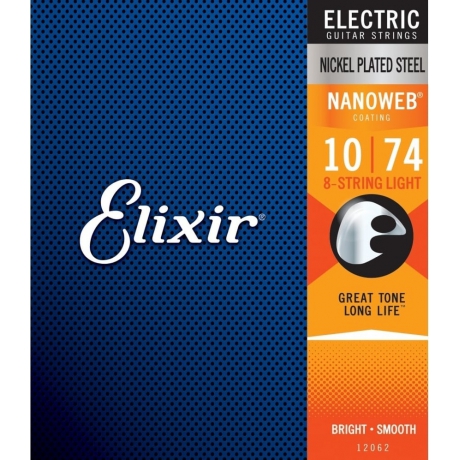 ELECTRIC
GUITAR STRINGS
NICKEL PLATED STEEL
NANOWEB®
COATING
10|74
8-STRING LIGHT
Elixir®
GREAT TONE
LONG LIFE™
BRIGHT • SMOOTH
12062